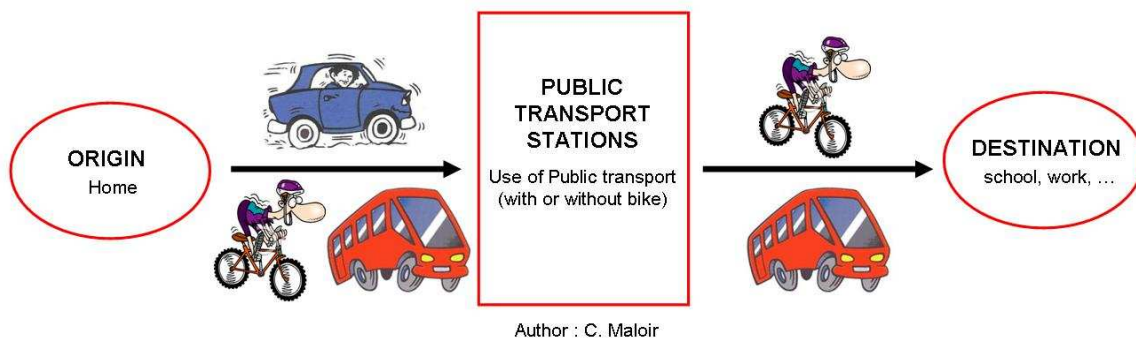 ORIGIN
Home
PUBLIC
TRANSPORT
STATIONS
Use of Public transport
(with or without bike)
DESTINATION
school, work, ...
Author : C. Maloir